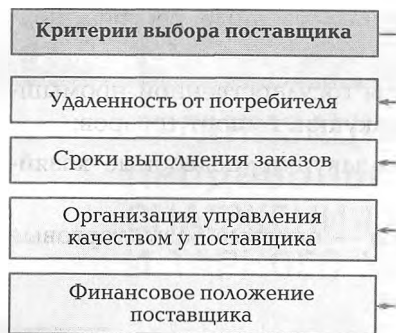 Критерии выбора поставщика
Удаленность от потребителя
Сроки выполнения заказов
Организация управления
качеством у поставщика
Финансовое положение
поставщика